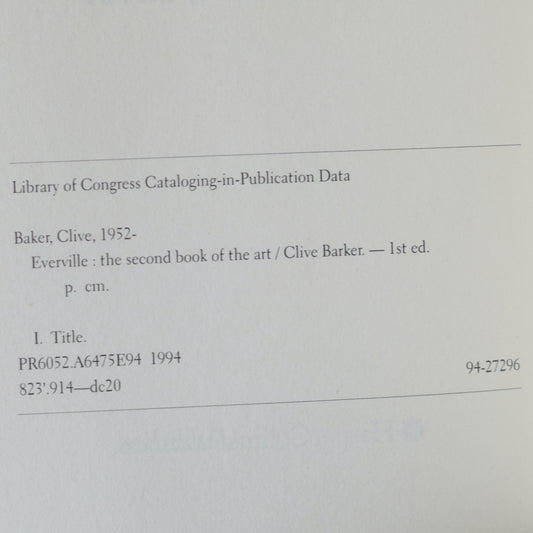 Library of Congress Cataloging-in-Publication Data
Baker, Clive, 1952-
Everville : the second book of the art / Clive Barker. — 1st ed.
p. cm.
I. Title.
PR6052.A6475E94 1994
94-27296
823'.914—dc20